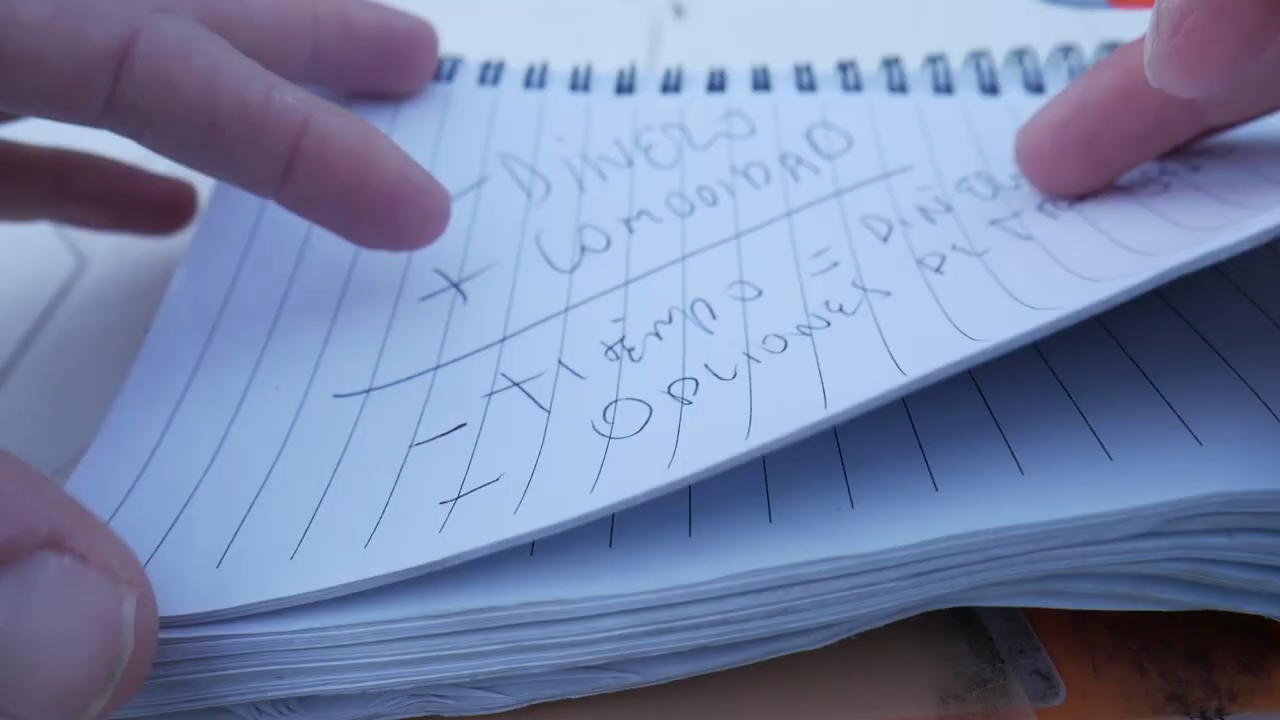 - DINERO
+ COMODIDAD
- TIEMPO
+ OPCIONES = DINERO
DE